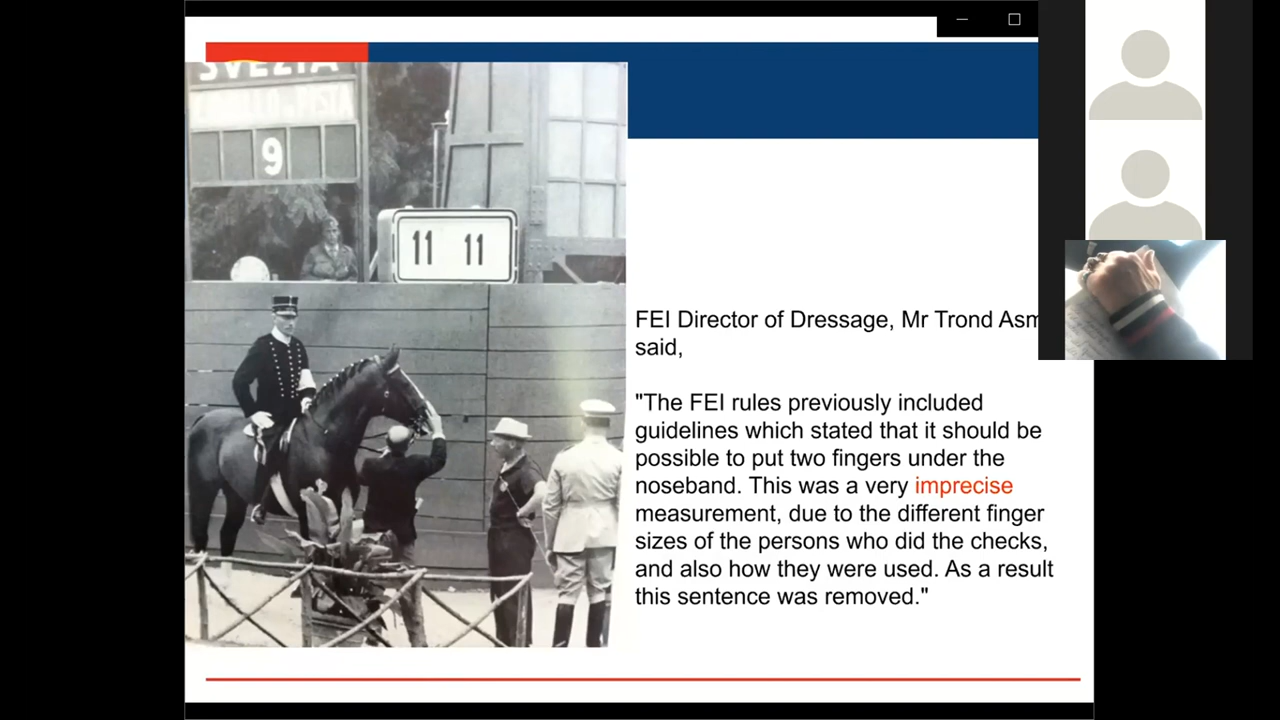 SVEZIA
CAVALLO IN PISTA
9
11 11
FEI Director of Dressage, Mr Trond Asm
said,
"The FEI rules previously included
guidelines which stated that it should be
possible to put two fingers under the
noseband. This was a very imprecise
measurement, due to the different finger
sizes of the persons who did the checks,
and also how they were used. As a result
this sentence was removed."